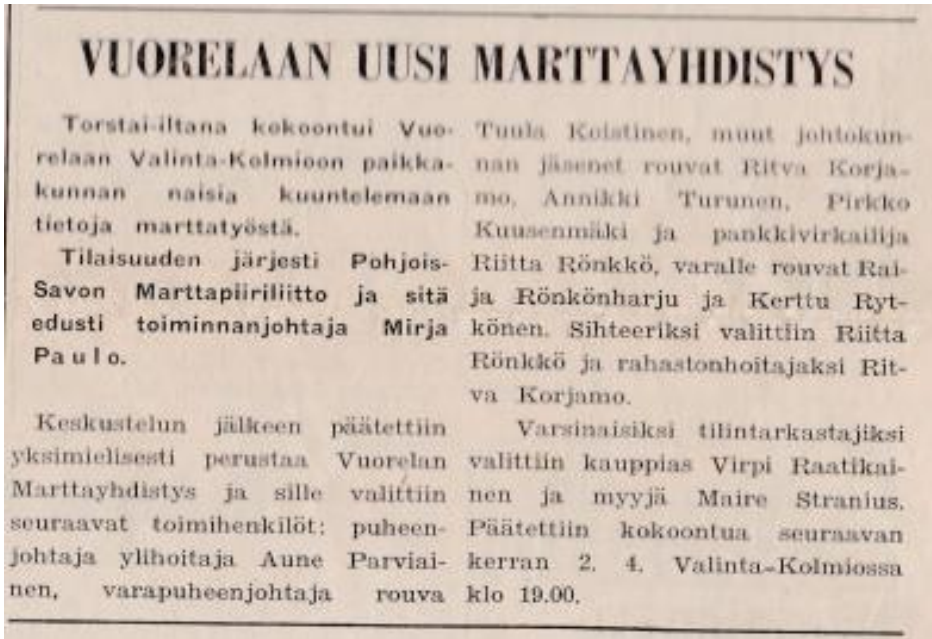 VUORELAAN UUSI MARTTAYHDISTYS
Torstai-iltana kokoontui Vuo-
relaan Valinta-Kolmioon paikka-
kunnan naisia kuuntelemaan
tietoja marttatyöstä.
Tilaisuuden järjesti Pohjois-
Savon Marttapiiriliitto ja sitä
edusti toiminnanjohtaja Mirja
Paulo.
Keskustelun jälkeen päätettiin
yksimielisesti perustaa Vuorelan
Marttayhdistys ja sille valittiin
seuraavat toimihenkilöt: puheen-
johtaja ylihoitaja Aune Parviai-
nen, varapuheenjohtaja rouva
Tuula Koistinen, muut johtokun-
nan jäsenet rouvat Ritva Korja-
mo, Annikki Turunen, Pirkko
Kuusenmäki ja pankkivirkailija
Riitta Rönkkö, varalle rouvat Rai-
ja Rönkönharju ja Kerttu Ryt-
könen. Sihteeriksi valittiin Riitta
Rönkkö ja rahastonhoitajaksi Rit-
va Korjamo.
Varsinaisiksi tilintarkastajiksi
valittiin kauppias Virpi Raatikai-
nen ja myyjä Maire Stranius.
Päätettiin kokoontua seuraavan
kerran 2. 4. Valinta-Kolmiossa
klo 19.00.